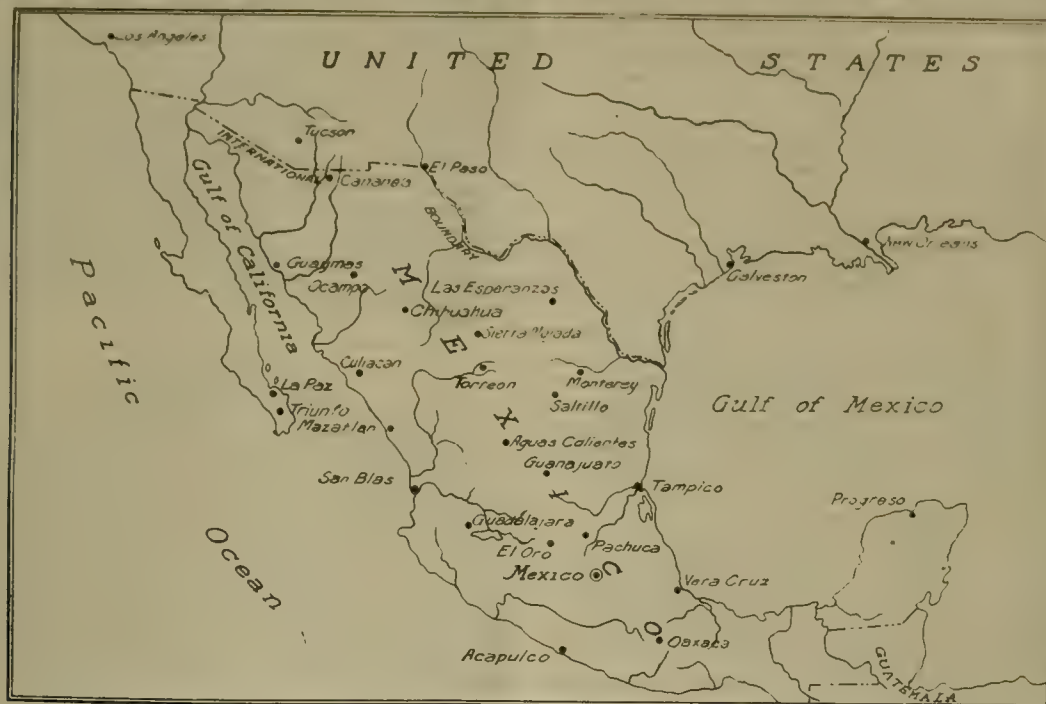 Los Angeles
UNITED STATES
Tucson
INTERNATIONAL
Cananea
El Paso
BOUNDARY
Gulf of California
New Orleans
Galveston
Guaymas
Ocampo
Las Esperanzas
Chihuahua
Sierra Mojada
MEXICO
Pacific
Ocean
Culiacan
Torreon
Monterey
Saltillo
La Paz
Triunfo
Mazatlan
Gulf of Mexico
Aguas Calientes
Guanajuato
San Blas
Tampico
Progreso
Guadalajara
El Oro
Pachuca
Mexico
Vera Cruz
Oaxaca
Acapulco
GUATEMALA